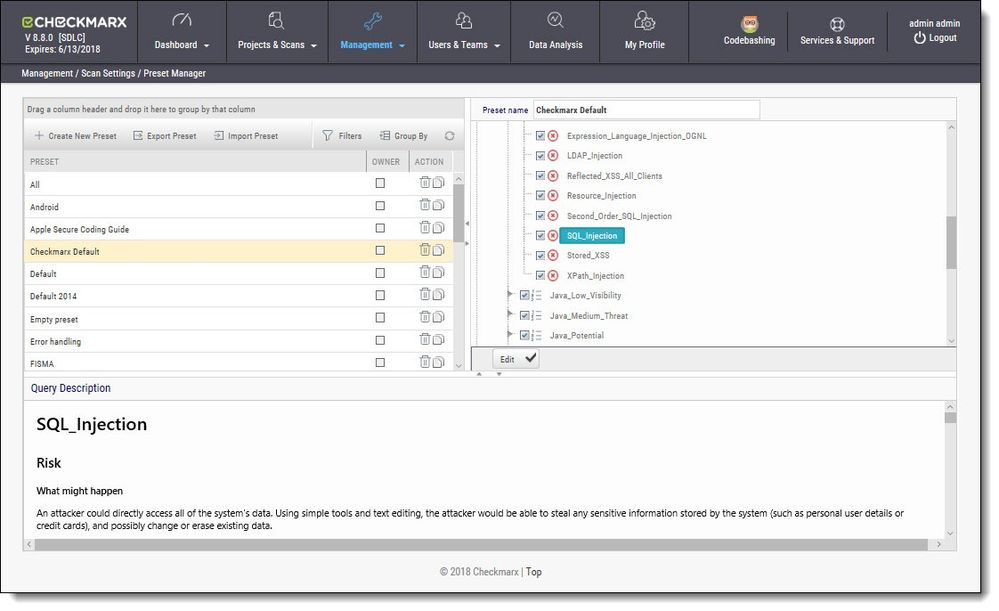 CHECKMARX
V 8.8.0 [SDLC]
Expires: 6/13/2018
Dashboard
Projects & Scans
Management
Users & Teams
Data Analysis
My Profile
Codebashing
Services & Support
admin admin
Logout
Management / Scan Settings / Preset Manager
Drag a column header and drop it here to group by that column
Create New Preset Export Preset Import Preset Filters Group By
PRESET OWNER ACTION
All
Android
Apple Secure Coding Guide
Checkmarx Default
Default
Default 2014
Empty preset
Error handling
FISMA
Preset name Checkmarx Default
Expression_Language_Injection_OGNL
LDAP_Injection
Reflected_XSS_All_Clients
Resource_Injection
Second_Order_SQL_Injection
SQL_Injection
Stored_XSS
XPath_Injection
Java_Low_Visibility
Java_Medium_Threat
Java_Potential
Edit
Query Description
SQL_Injection
Risk
What might happen
An attacker could directly access all of the system's data. Using simple tools and text editing, the attacker would be able to steal any sensitive information stored by the system (such as personal user details or
credit cards), and possibly change or erase existing data.
© 2018 Checkmarx | Top